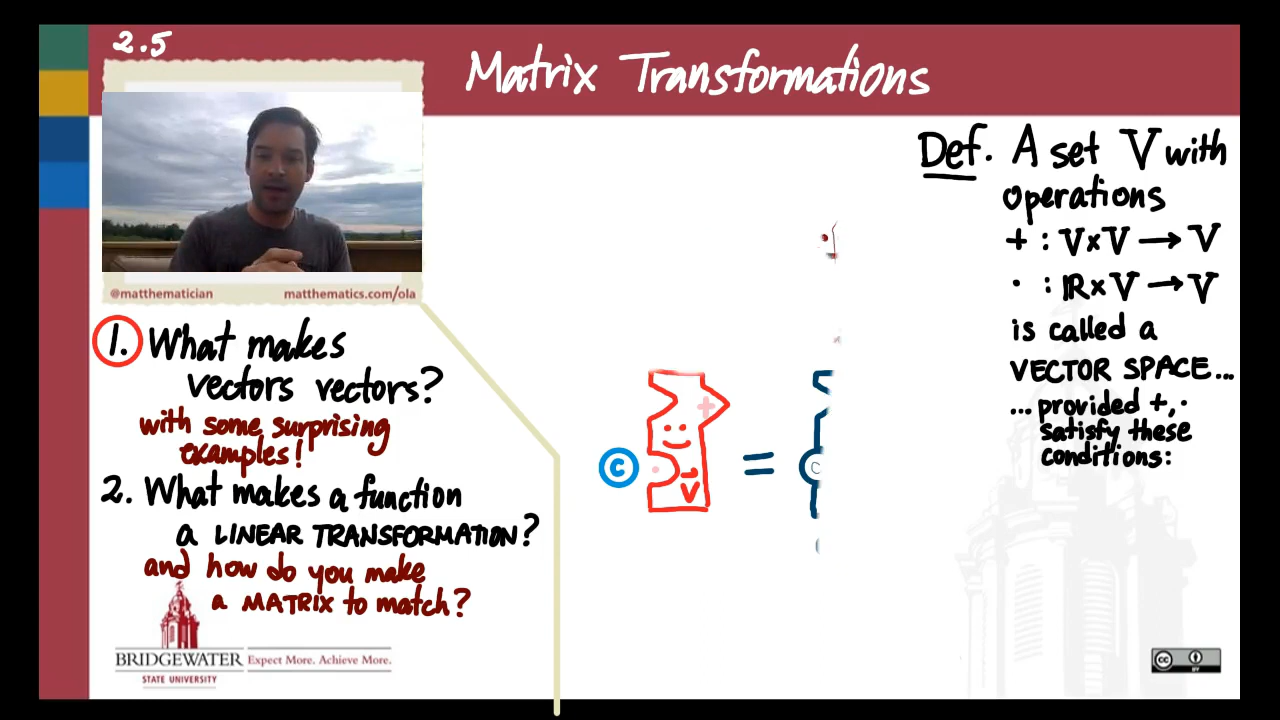 2.5
Matrix Transformations
@matthematician
matthematics.com/ola
1. What makes
vectors vectors?
with some surprising
examples!
2. What makes a function
a LINEAR TRANSFORMATION?
and how do you make
a MATRIX to match?
BRIDGEWATER
STATE UNIVERSITY
Expect More. Achieve More.
c + v =
Def. A set V with
operations
+ : V×V → V
· : ℝ×V → V
is called a
VECTOR SPACE...
... provided +, ·
satisfy these
conditions:
cc
BY